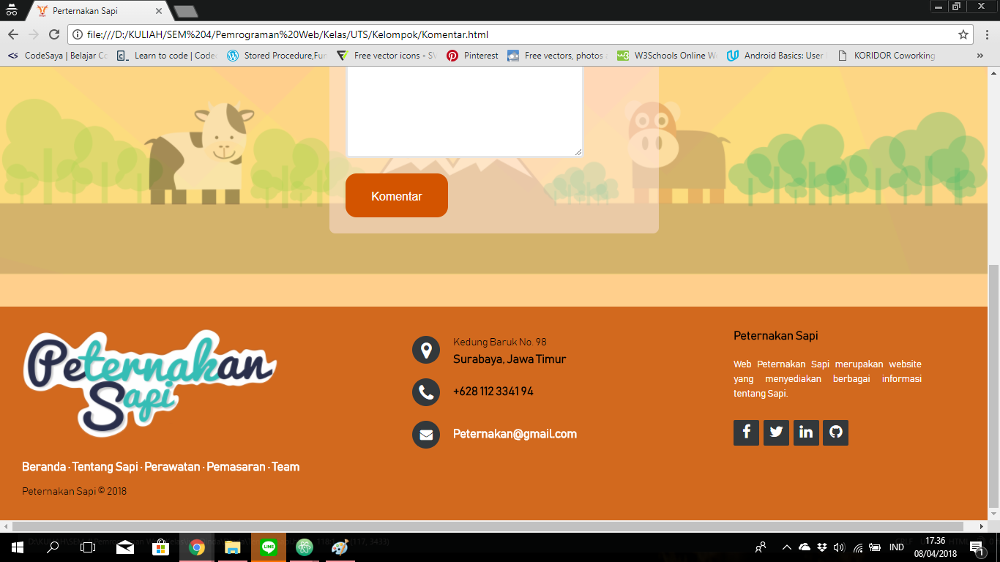 Perternakan Sapi
file:///D:/KULIAH/SEM%204/Pemrograman%20Web/Kelas/UTS/Kelompok/Komentar.html
CodeSaya | Belajar Co
Learn to code | Codec
Stored Procedure,Fun
Free vector icons - SV
Pinterest
Free vectors, photos a
W3Schools Online We
Android Basics: User I
KORIDOR Coworking
»
Komentar
Peternakan
Sapi
Beranda · Tentang Sapi · Perawatan · Pemasaran · Team
Peternakan Sapi © 2018
Kedung Baruk No. 98
Surabaya, Jawa Timur
+628 112 3341 94
Peternakan@gmail.com
Peternakan Sapi
Web Peternakan Sapi merupakan website
yang menyediakan berbagai informasi
tentang Sapi.
LINE
IND
17.36
08/04/2018
1